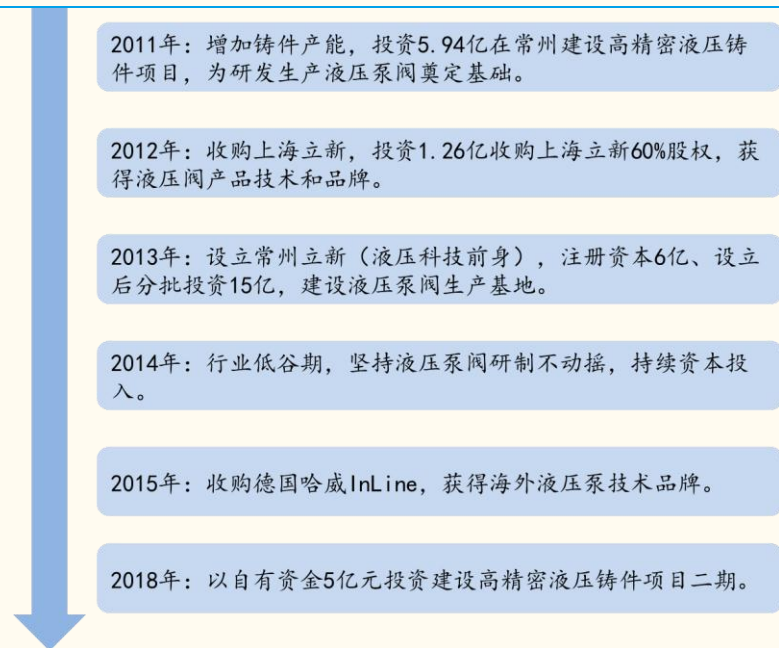 2011年：增加铸件产能，投资5.94亿在常州建设高精密液压铸
件项目，为研发生产液压泵阀奠定基础。
2012年：收购上海立新，投资1.26亿收购上海立新60%股权，获
得液压阀产品技术和品牌。
2013年：设立常州立新（液压科技前身），注册资本6亿、设立
后分批投资15亿，建设液压泵阀生产基地。
2014年：行业低谷期，坚持液压泵阀研制不动摇，持续资本投
入。
2015年：收购德国哈威InLine，获得海外液压泵技术品牌。
2018年：以自有资金5亿元投资建设高精密液压铸件项目二期。